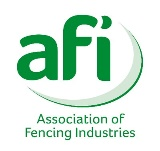 afi
Association of
Fencing Industries